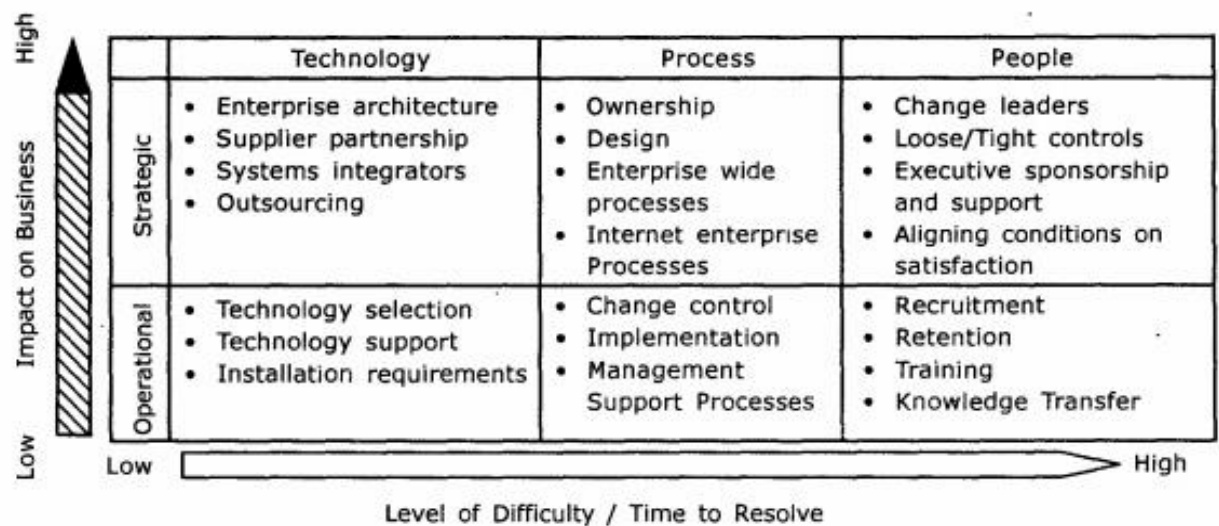 Technology
Process
People
High
Impact on Business
Low
Strategic
• Enterprise architecture
• Supplier partnership
• Systems integrators
• Outsourcing
• Ownership
• Design
• Enterprise wide
processes
• Internet enterprise
Processes
• Change leaders
• Loose/Tight controls
• Executive sponsorship
and support
• Aligning conditions on
satisfaction
Operational
• Technology selection
• Technology support
• Installation requirements
• Change control
• Implementation
• Management
Support Processes
• Recruitment
• Retention
• Training
• Knowledge Transfer
Low
High
Level of Difficulty / Time to Resolve